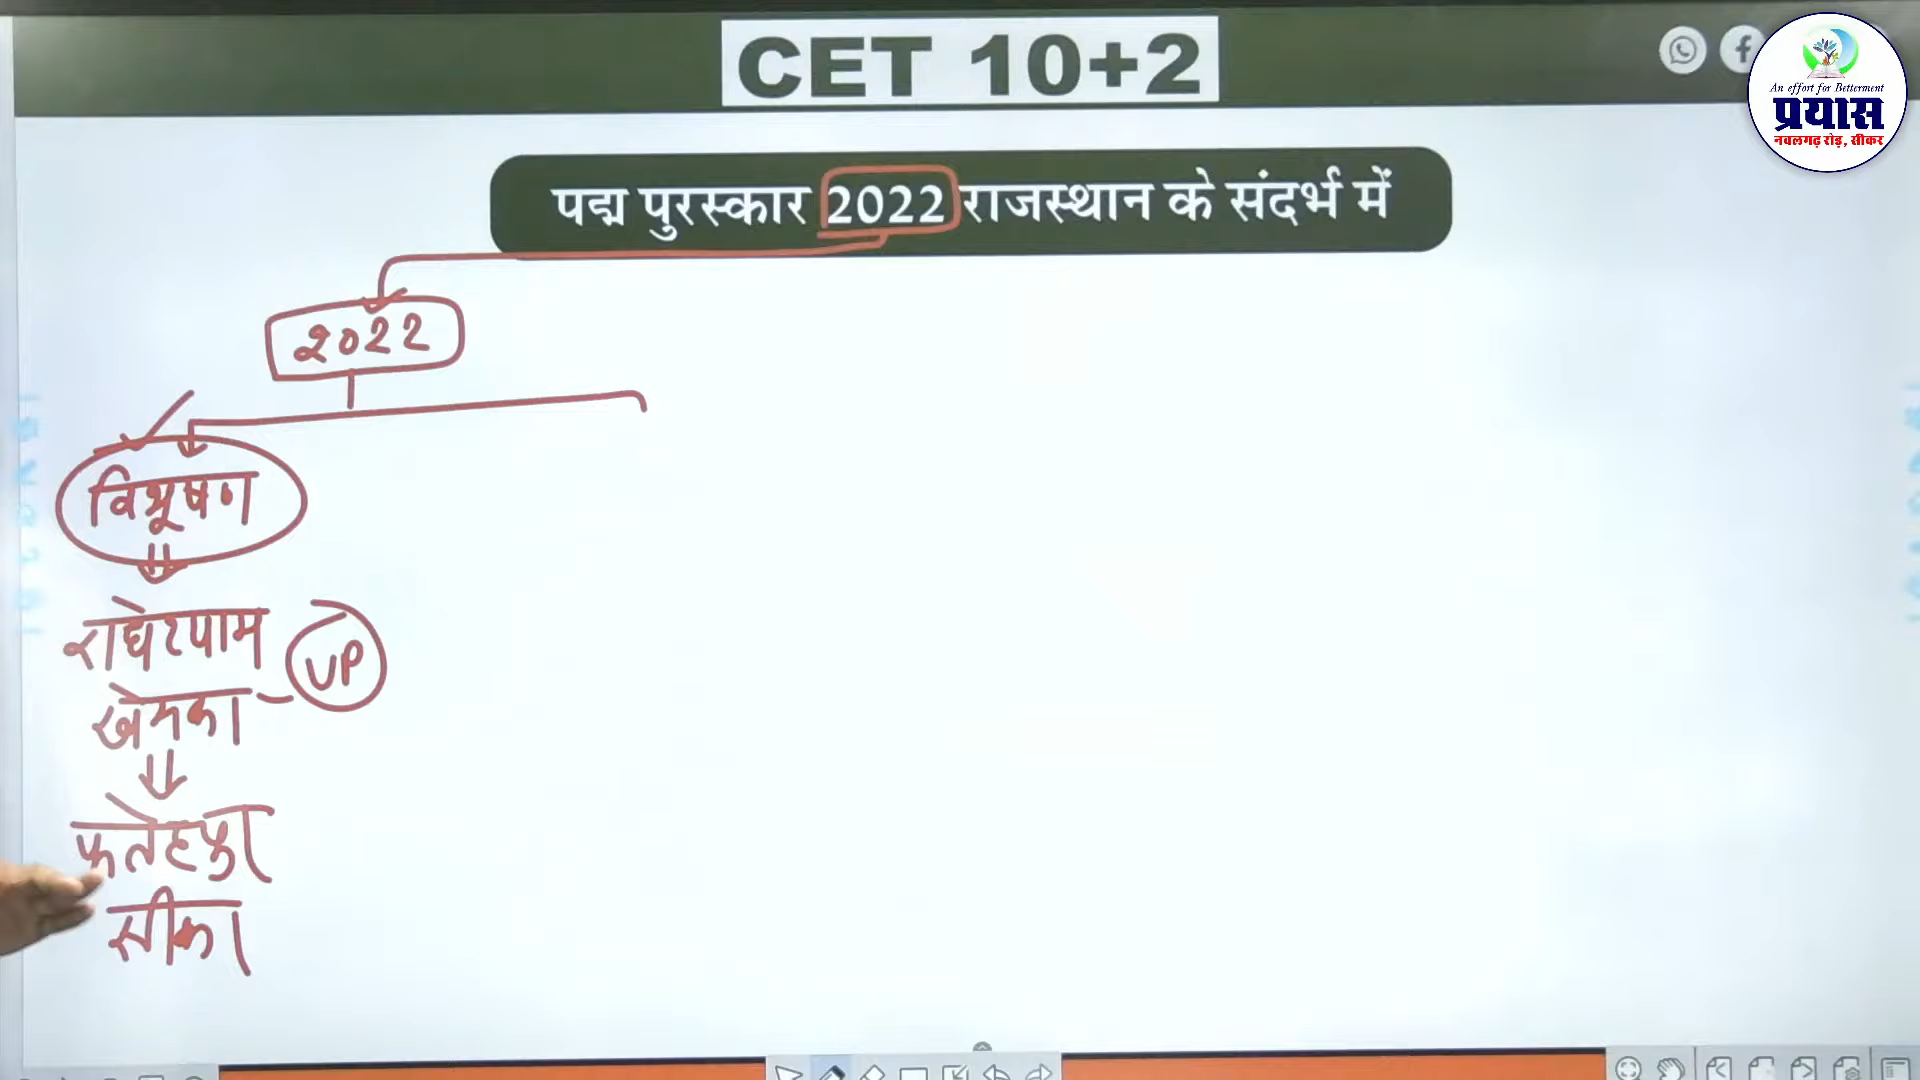 CET 10+2
An effort for Betterment
प्रयास
नवलगढ़ रोड़, सीकर
पद्म पुरस्कार 2022 राजस्थान के संदर्भ में
2022
विभूषण
राधेश्याम
खेमका
UP
फतेहपुर
सीकर